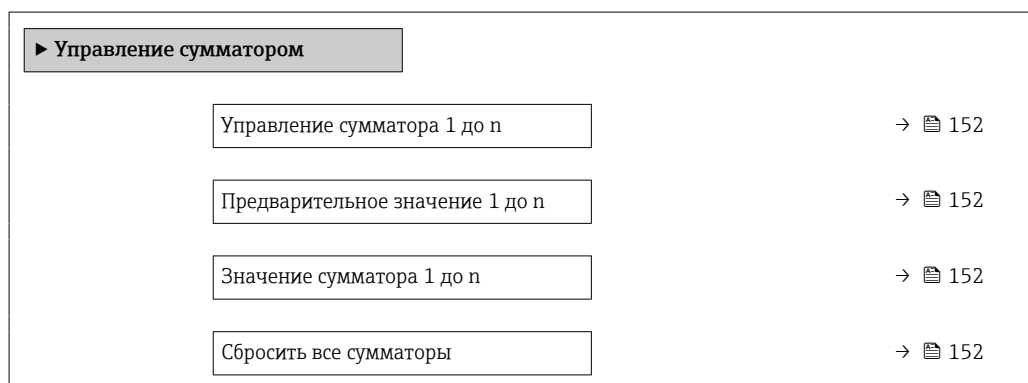 ► Управление сумматором
Управление сумматора 1 до n → 152
Предварительное значение 1 до n → 152
Значение сумматора 1 до n → 152
Сбросить все сумматоры → 152